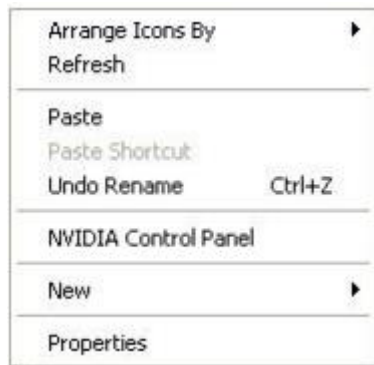 Arrange Icons By
Refresh
Paste
Paste Shortcut
Undo Rename Ctrl+Z
NVIDIA Control Panel
New
Properties